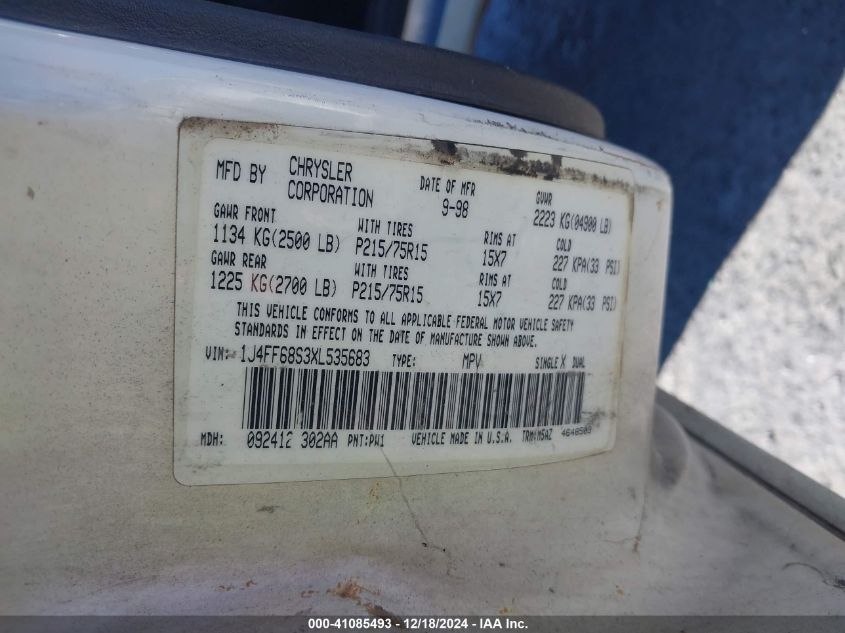 MFD BY CHRYSLER CORPORATION DATE OF MFR 9-98 GVWR 2223 KG(04900 LB)
GAWR FRONT WITH TIRES RIMS AT COLD
1134 KG(2500 LB) P215/75R15 15X7 227 KPA(33 PSI)
GAWR REAR WITH TIRES RIMS AT COLD
1225 KG(2700 LB) P215/75R15 15X7 227 KPA(33 PSI)
THIS VEHICLE CONFORMS TO ALL APPLICABLE FEDERAL MOTOR VEHICLE SAFETY
STANDARDS IN EFFECT ON THE DATE OF MANUFACTURE SHOWN ABOVE.
VIN: 1J4FF68S3XL535683 TYPE: MPV SINGLE X DUAL
MDH: 092412 302AA PNT:PW1 VEHICLE MADE IN U.S.A. TRM:M5AZ 4648503
000-41085493 - 12/18/2024 - IAA Inc.